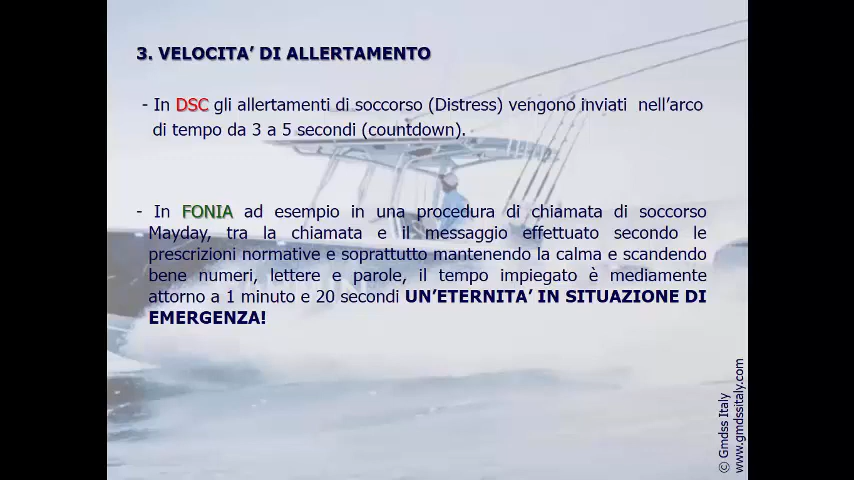 3. VELOCITA’ DI ALLERTAMENTO
- In DSC gli allertamenti di soccorso (Distress) vengono inviati nell’arco
di tempo da 3 a 5 secondi (countdown).
- In FONIA ad esempio in una procedura di chiamata di soccorso
Mayday, tra la chiamata e il messaggio effettuato secondo le
prescrizioni normative e soprattutto mantenendo la calma e scandendo
bene numeri, lettere e parole, il tempo impiegato è mediamente
attorno a 1 minuto e 20 secondi UN’ETERNITA’ IN SITUAZIONE DI
EMERGENZA!
© Gmdss Italy
www.gmdssitaly.com